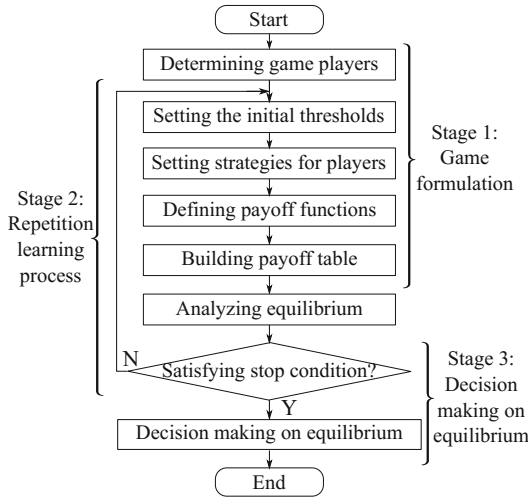 Start
Determining game players
Setting the initial thresholds
Setting strategies for players
Defining payoff functions
Building payoff table
Analyzing equilibrium
Satisfying stop condition?
N
Y
Decision making on equilibrium
End
Stage 1:
Game
formulation
Stage 2:
Repetition
learning
process
Stage 3:
Decision
making on
equilibrium